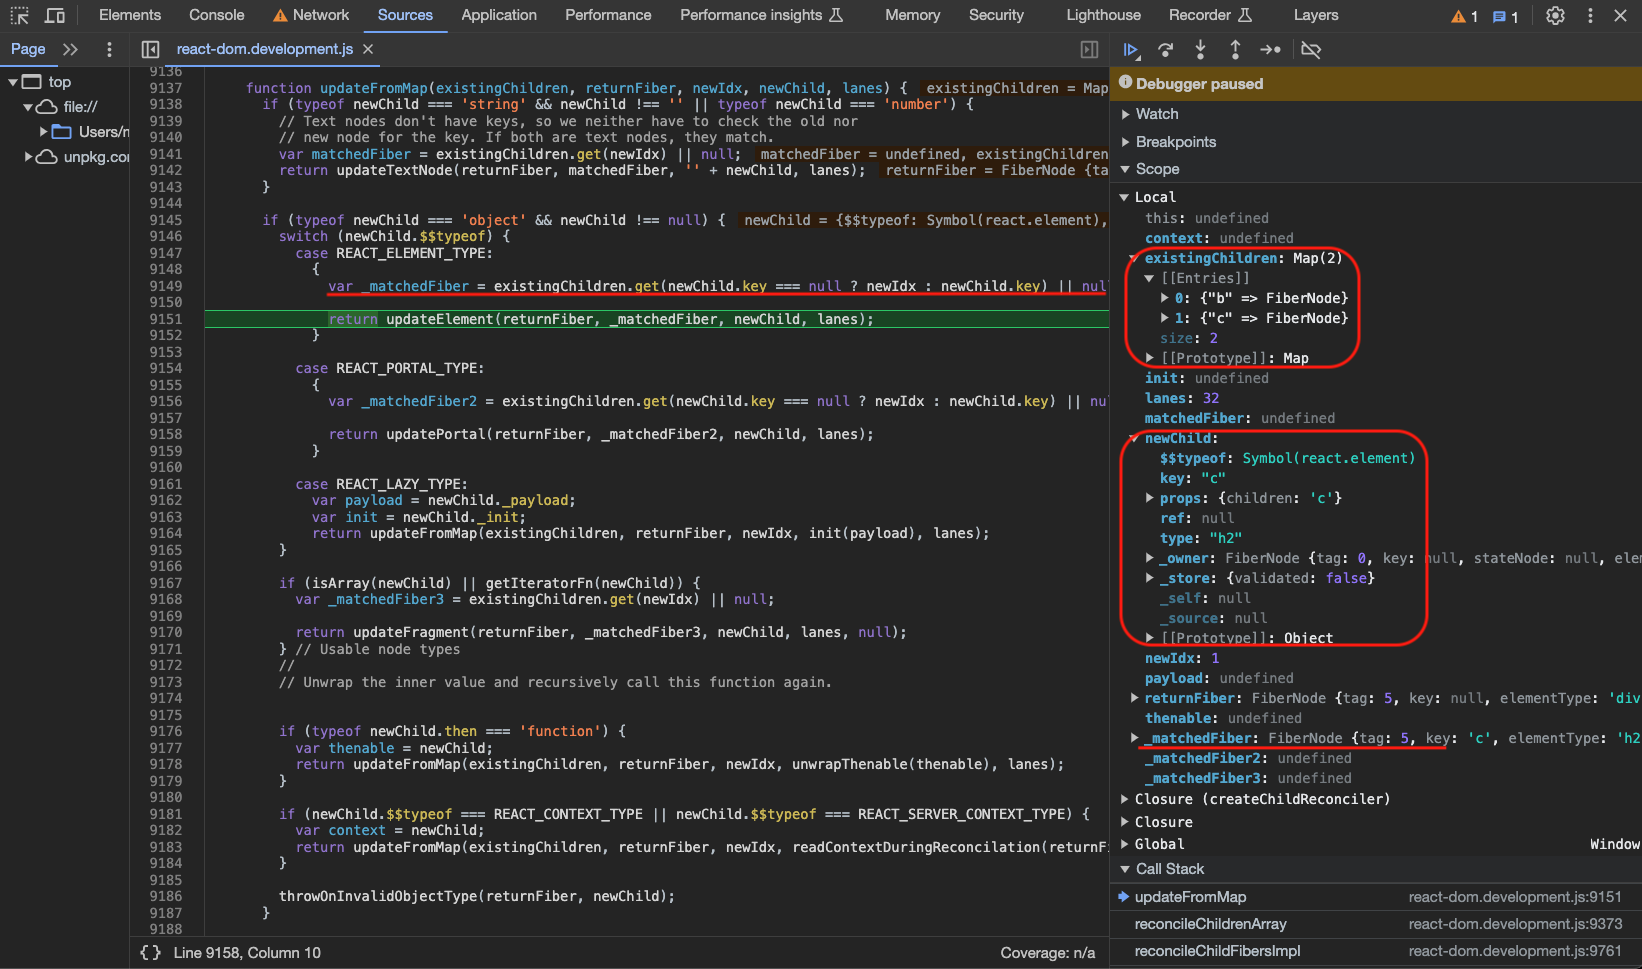 Elements Console Network Sources Application Performance Performance insights Memory Security Lighthouse Recorder Layers 1 1
Page react-dom.development.js
top
file://
Users/r
unpkg.co
9136
9137 function updateFromMap(existingChildren, returnFiber, newIdx, newChild, lanes) { existingChildren = Map
9138 if (typeof newChild === 'string' && newChild !== '' || typeof newChild === 'number') {
9139 // Text nodes don't have keys, so we neither have to check the old nor
9140 // new node for the key. If both are text nodes, they match.
9141 var matchedFiber = existingChildren.get(newIdx) || null; matchedFiber = undefined, existingChildren
9142 return updateTextNode(returnFiber, matchedFiber, '' + newChild, lanes); returnFiber = FiberNode {ta
9143 }
9144
9145 if (typeof newChild === 'object' && newChild !== null) { newChild = {$$typeof: Symbol(react.element),
9146 switch (newChild.$$typeof) {
9147 case REACT_ELEMENT_TYPE:
9148 {
9149 var _matchedFiber = existingChildren.get(newChild.key === null ? newIdx : newChild.key) || nul
9150
9151 return updateElement(returnFiber, _matchedFiber, newChild, lanes);
9152 }
9153
9154 case REACT_PORTAL_TYPE:
9155 {
9156 var _matchedFiber2 = existingChildren.get(newChild.key === null ? newIdx : newChild.key) || nu
9157
9158 return updatePortal(returnFiber, _matchedFiber2, newChild, lanes);
9159 }
9160
9161 case REACT_LAZY_TYPE:
9162 var payload = newChild._payload;
9163 var init = newChild._init;
9164 return updateFromMap(existingChildren, returnFiber, newIdx, init(payload), lanes);
9165 }
9166
9167 if (isArray(newChild) || getIteratorFn(newChild)) {
9168 var _matchedFiber3 = existingChildren.get(newIdx) || null;
9169
9170 return updateFragment(returnFiber, _matchedFiber3, newChild, lanes, null);
9171 } // Usable node types
9172 //
9173 // Unwrap the inner value and recursively call this function again.
9174
9175
9176 if (typeof newChild.then === 'function') {
9177 var thenable = newChild;
9178 return updateFromMap(existingChildren, returnFiber, newIdx, unwrapThenable(thenable), lanes);
9179 }
9180
9181 if (newChild.$$typeof === REACT_CONTEXT_TYPE || newChild.$$typeof === REACT_SERVER_CONTEXT_TYPE) {
9182 var context = newChild;
9183 return updateFromMap(existingChildren, returnFiber, newIdx, readContextDuringReconcilation(returnF
9184 }
9185
9186 throwOnInvalidObjectType(returnFiber, newChild);
9187 }
9188
{} Line 9158, Column 10 Coverage: n/a
Debugger paused
Watch
Breakpoints
Scope
Local
this: undefined
context: undefined
existingChildren: Map(2)
[[Entries]]
0: {"b" => FiberNode}
1: {"c" => FiberNode}
size: 2
[[Prototype]]: Map
init: undefined
lanes: 32
matchedFiber: undefined
newChild:
$$typeof: Symbol(react.element)
key: "c"
props: {children: 'c'}
ref: null
type: "h2"
_owner: FiberNode {tag: 0, key: null, stateNode: null, ele
_store: {validated: false}
_self: null
_source: null
[[Prototype]]: Object
newIdx: 1
payload: undefined
returnFiber: FiberNode {tag: 5, key: null, elementType: 'div
thenable: undefined
_matchedFiber: FiberNode {tag: 5, key: 'c', elementType: 'h2
_matchedFiber2: undefined
_matchedFiber3: undefined
Closure (createChildReconciler)
Closure
Global Window
Call Stack
updateFromMap react-dom.development.js:9151
reconcileChildrenArray react-dom.development.js:9373
reconcileChildFibersImpl react-dom.development.js:9761